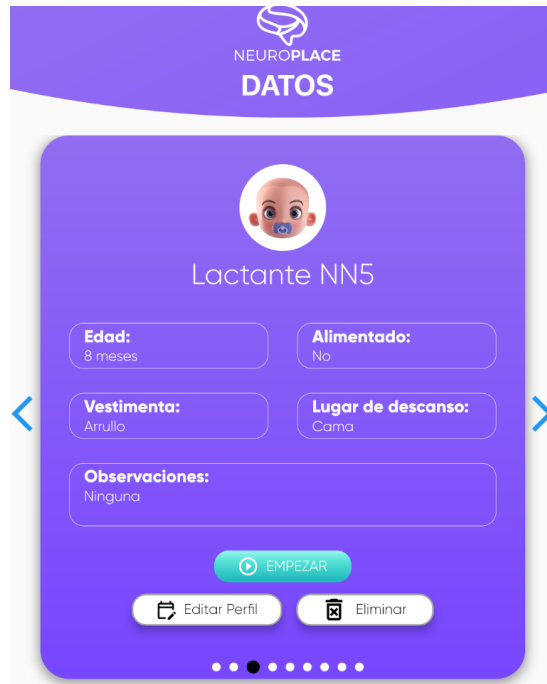 NEUROPLACE
DATOS
Lactante NN5
Edad:
8 meses
Alimentado:
No
Vestimenta:
Arrullo
Lugar de descanso:
Cama
Observaciones:
Ninguna
EMPEZAR
Editar Perfil
Eliminar